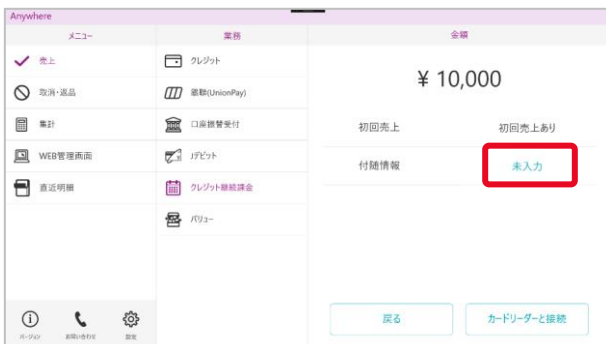 Anywhere
メニュー
業務
金額
売上
取消・返品
集計
WEB管理画面
直近明細
クレジット
銀聯(UnionPay)
口座振替受付
Jデビット
クレジット継続課金
バリュー
¥ 10,000
初回売上
初回売上あり
付随情報
未入力
戻る
カードリーダーと接続
バージョン
お問い合わせ
設定